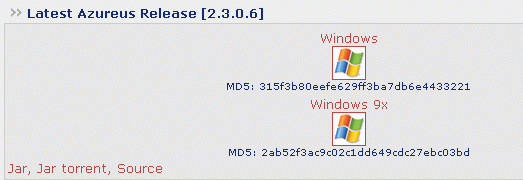 Latest Azureus Release [2.3.0.6]
Windows
MD5: 315f3b80eefe629ff3ba7db6e4433221
Windows 9x
MD5: 2ab52f3ac9c02c1dd649cdc27ebc03bd
Jar, Jar torrent, Source